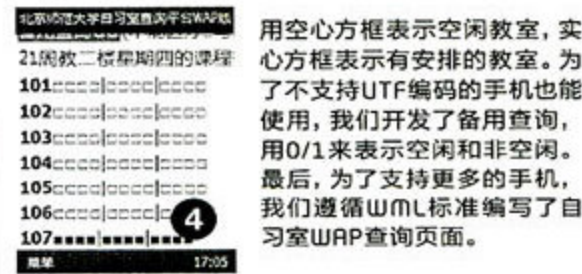 北京师范大学自习室查询平台WAP版
21周教二楼星期四的课程
101□□□□|□□□□|□□□□
102□□□□|□□□□|□□□□
103□□□□|□□□□|□□□□
104□□□□|□□□□|□□□□
105□□□□|□□□□|□□□□
106□□□□|□□□□|□
4
107■■■■|■■■■|■■■■
菜单 17:05
用空心方框表示空闲教室,实
心方框表示有安排的教室。为
了不支持UTF编码的手机也能
使用,我们开发了备用查询,
用0/1来表示空闲和非空闲。
最后,为了支持更多的手机,
我们遵循WML标准编写了自
习室WAP查询页面。